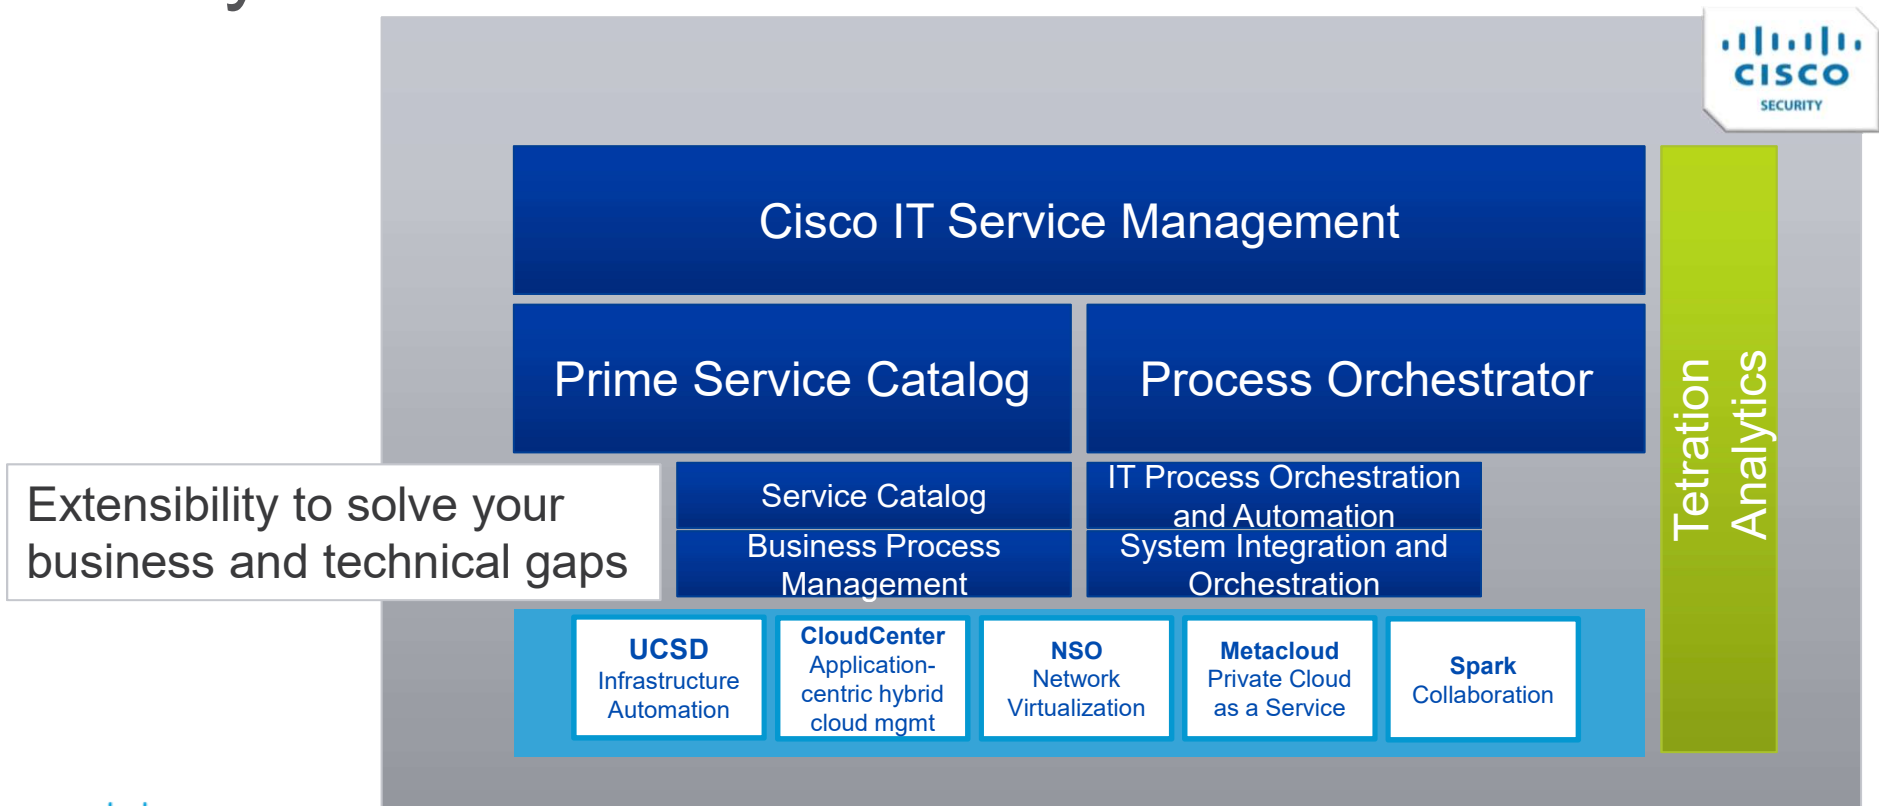 CISCO
SECURITY
Cisco IT Service Management
Prime Service Catalog
Process Orchestrator
Tetration
Analytics
Extensibility to solve your
business and technical gaps
Service Catalog
Business Process
Management
IT Process Orchestration
and Automation
System Integration and
Orchestration
UCSD
Infrastructure
Automation
CloudCenter
Application-
centric hybrid
cloud mgmt
NSO
Network
Virtualization
Metacloud
Private Cloud
as a Service
Spark
Collaboration